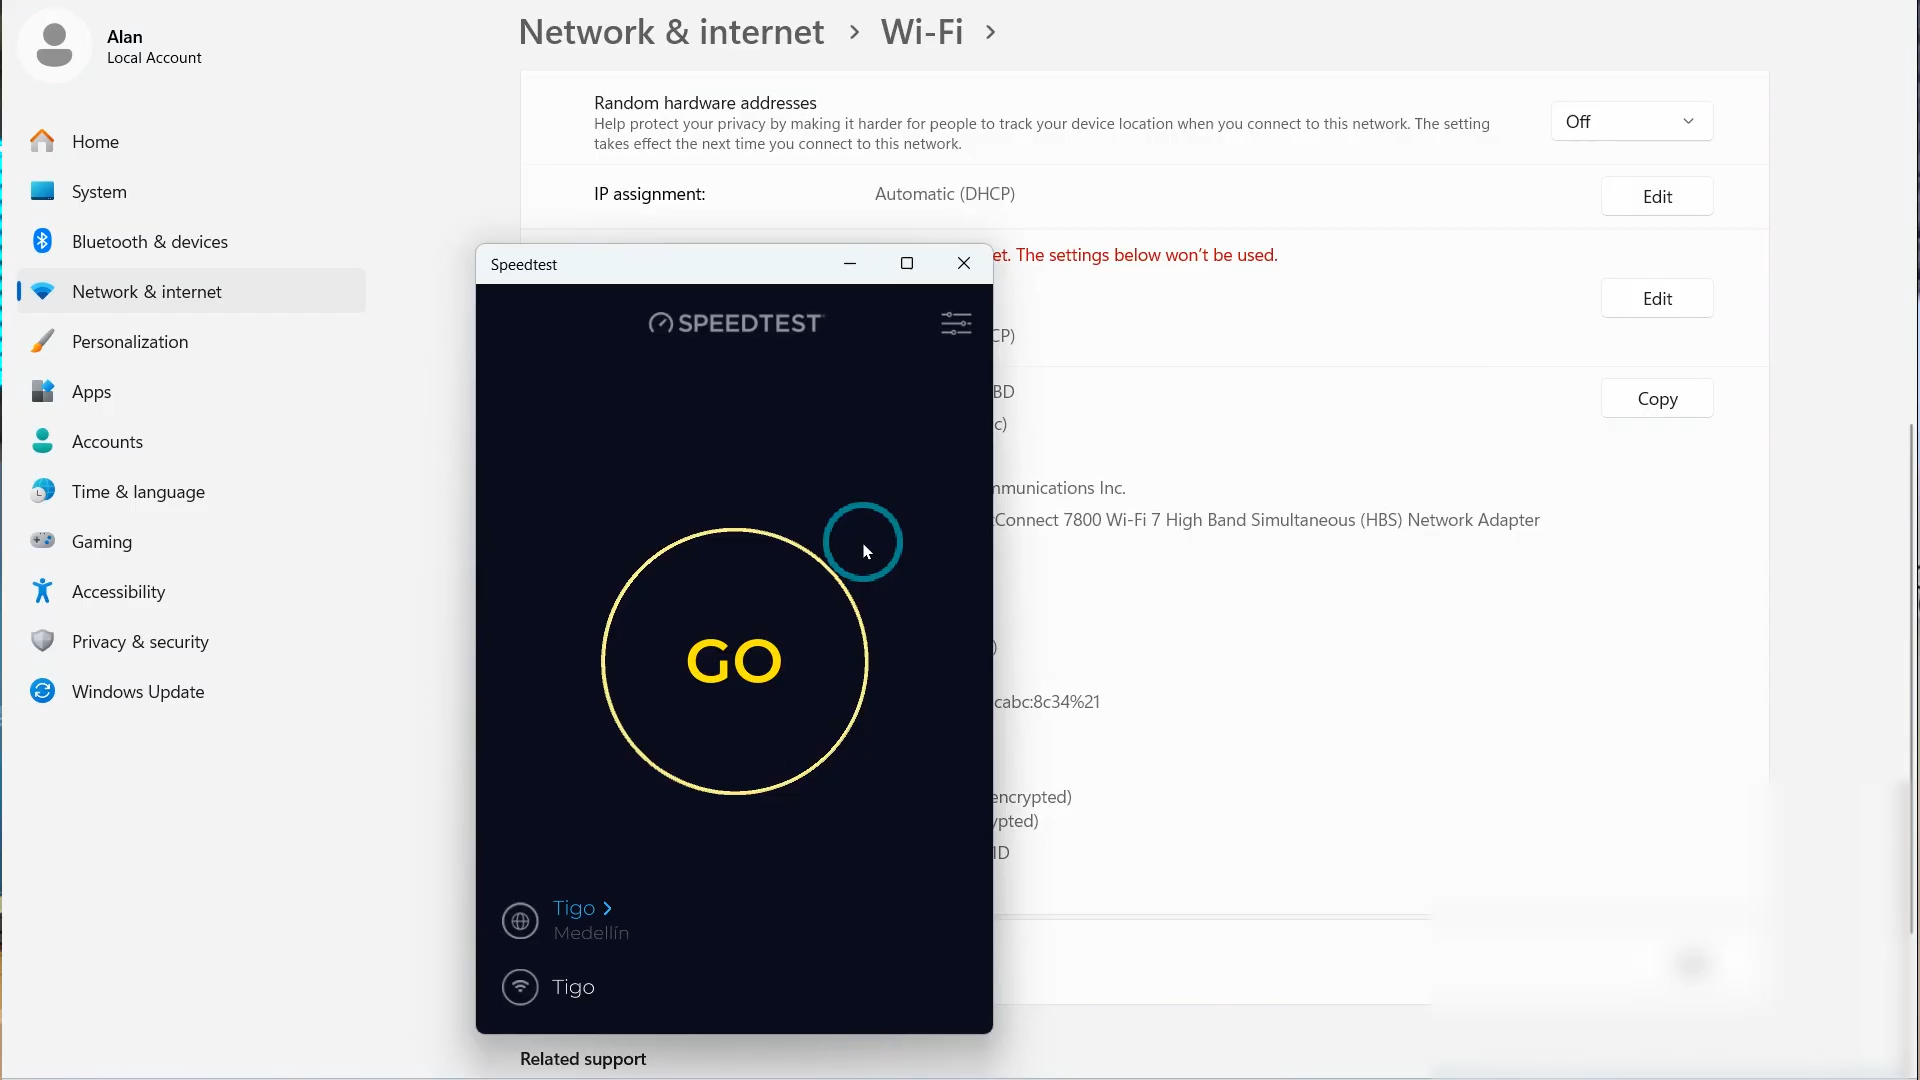 Alan
Local Account
Home
System
Bluetooth & devices
Network & internet
Personalization
Apps
Accounts
Time & language
Gaming
Accessibility
Privacy & security
Windows Update
Network & internet > Wi-Fi >
Random hardware addresses
Help protect your privacy by making it harder for people to track your device location when you connect to this network. The setting
takes effect the next time you connect to this network.
Off
IP assignment:
Automatic (DHCP)
Edit
et. The settings below won't be used.
Edit
CP)
BD
Copy
c)
mmunications Inc.
tConnect 7800 Wi-Fi 7 High Band Simultaneous (HBS) Network Adapter
)
cabc:8c34%21
encrypted)
ypted)
ID
Speedtest
SPEEDTEST
GO
Tigo >
Medellín
Tigo
Related support